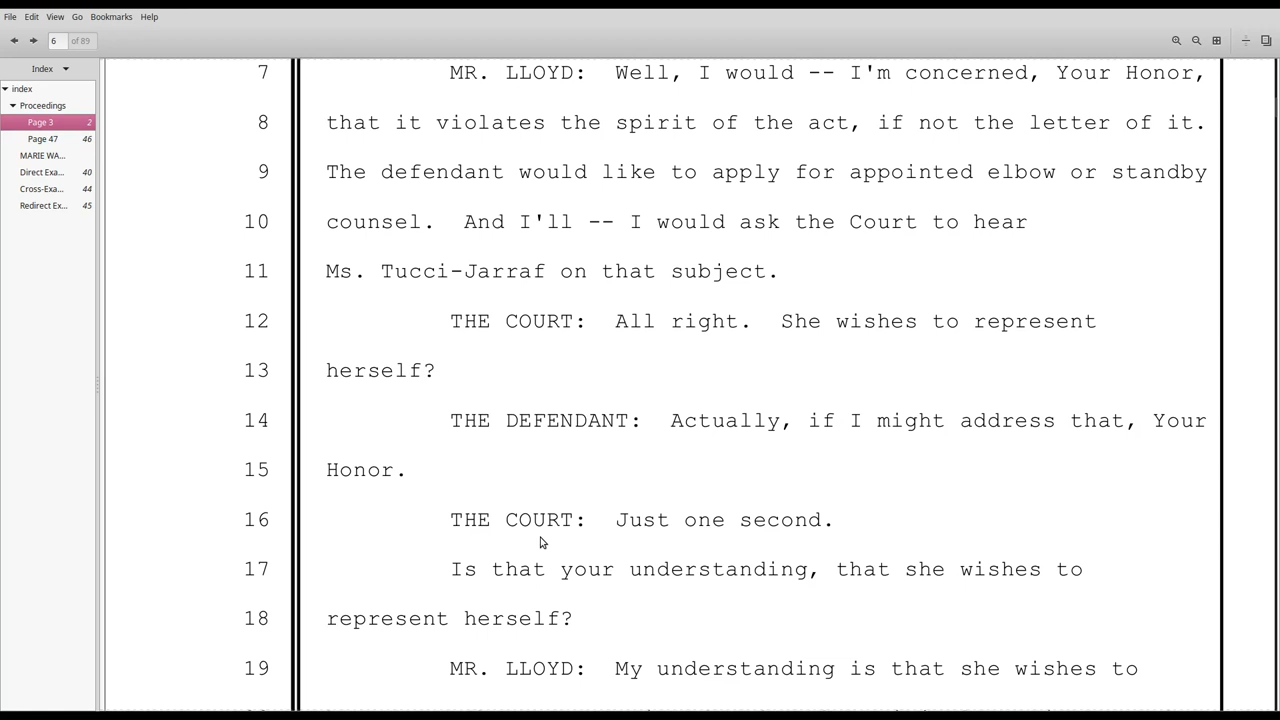 File Edit View Go Bookmarks Help
6 of 89
Index
index
Proceedings
Page 3 2
Page 47 46
MARIE WA...
Direct Exa... 40
Cross-Exa... 44
Redirect Ex... 45
7 MR. LLOYD: Well, I would -- I'm concerned, Your Honor,
8 that it violates the spirit of the act, if not the letter of it.
9 The defendant would like to apply for appointed elbow or standby
10 counsel. And I'll -- I would ask the Court to hear
11 Ms. Tucci-Jarraf on that subject.
12 THE COURT: All right. She wishes to represent
13 herself?
14 THE DEFENDANT: Actually, if I might address that, Your
15 Honor.
16 THE COURT: Just one second.
17 Is that your understanding, that she wishes to
18 represent herself?
19 MR. LLOYD: My understanding is that she wishes to